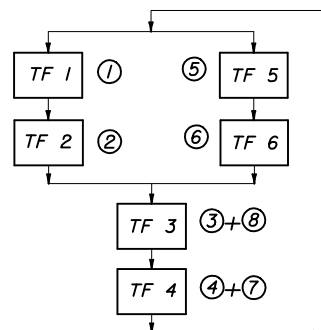 TF 1 ① ⑤ TF 5
TF 2 ② ⑥ TF 6
TF 3 ③+⑧
TF 4 ④+⑦